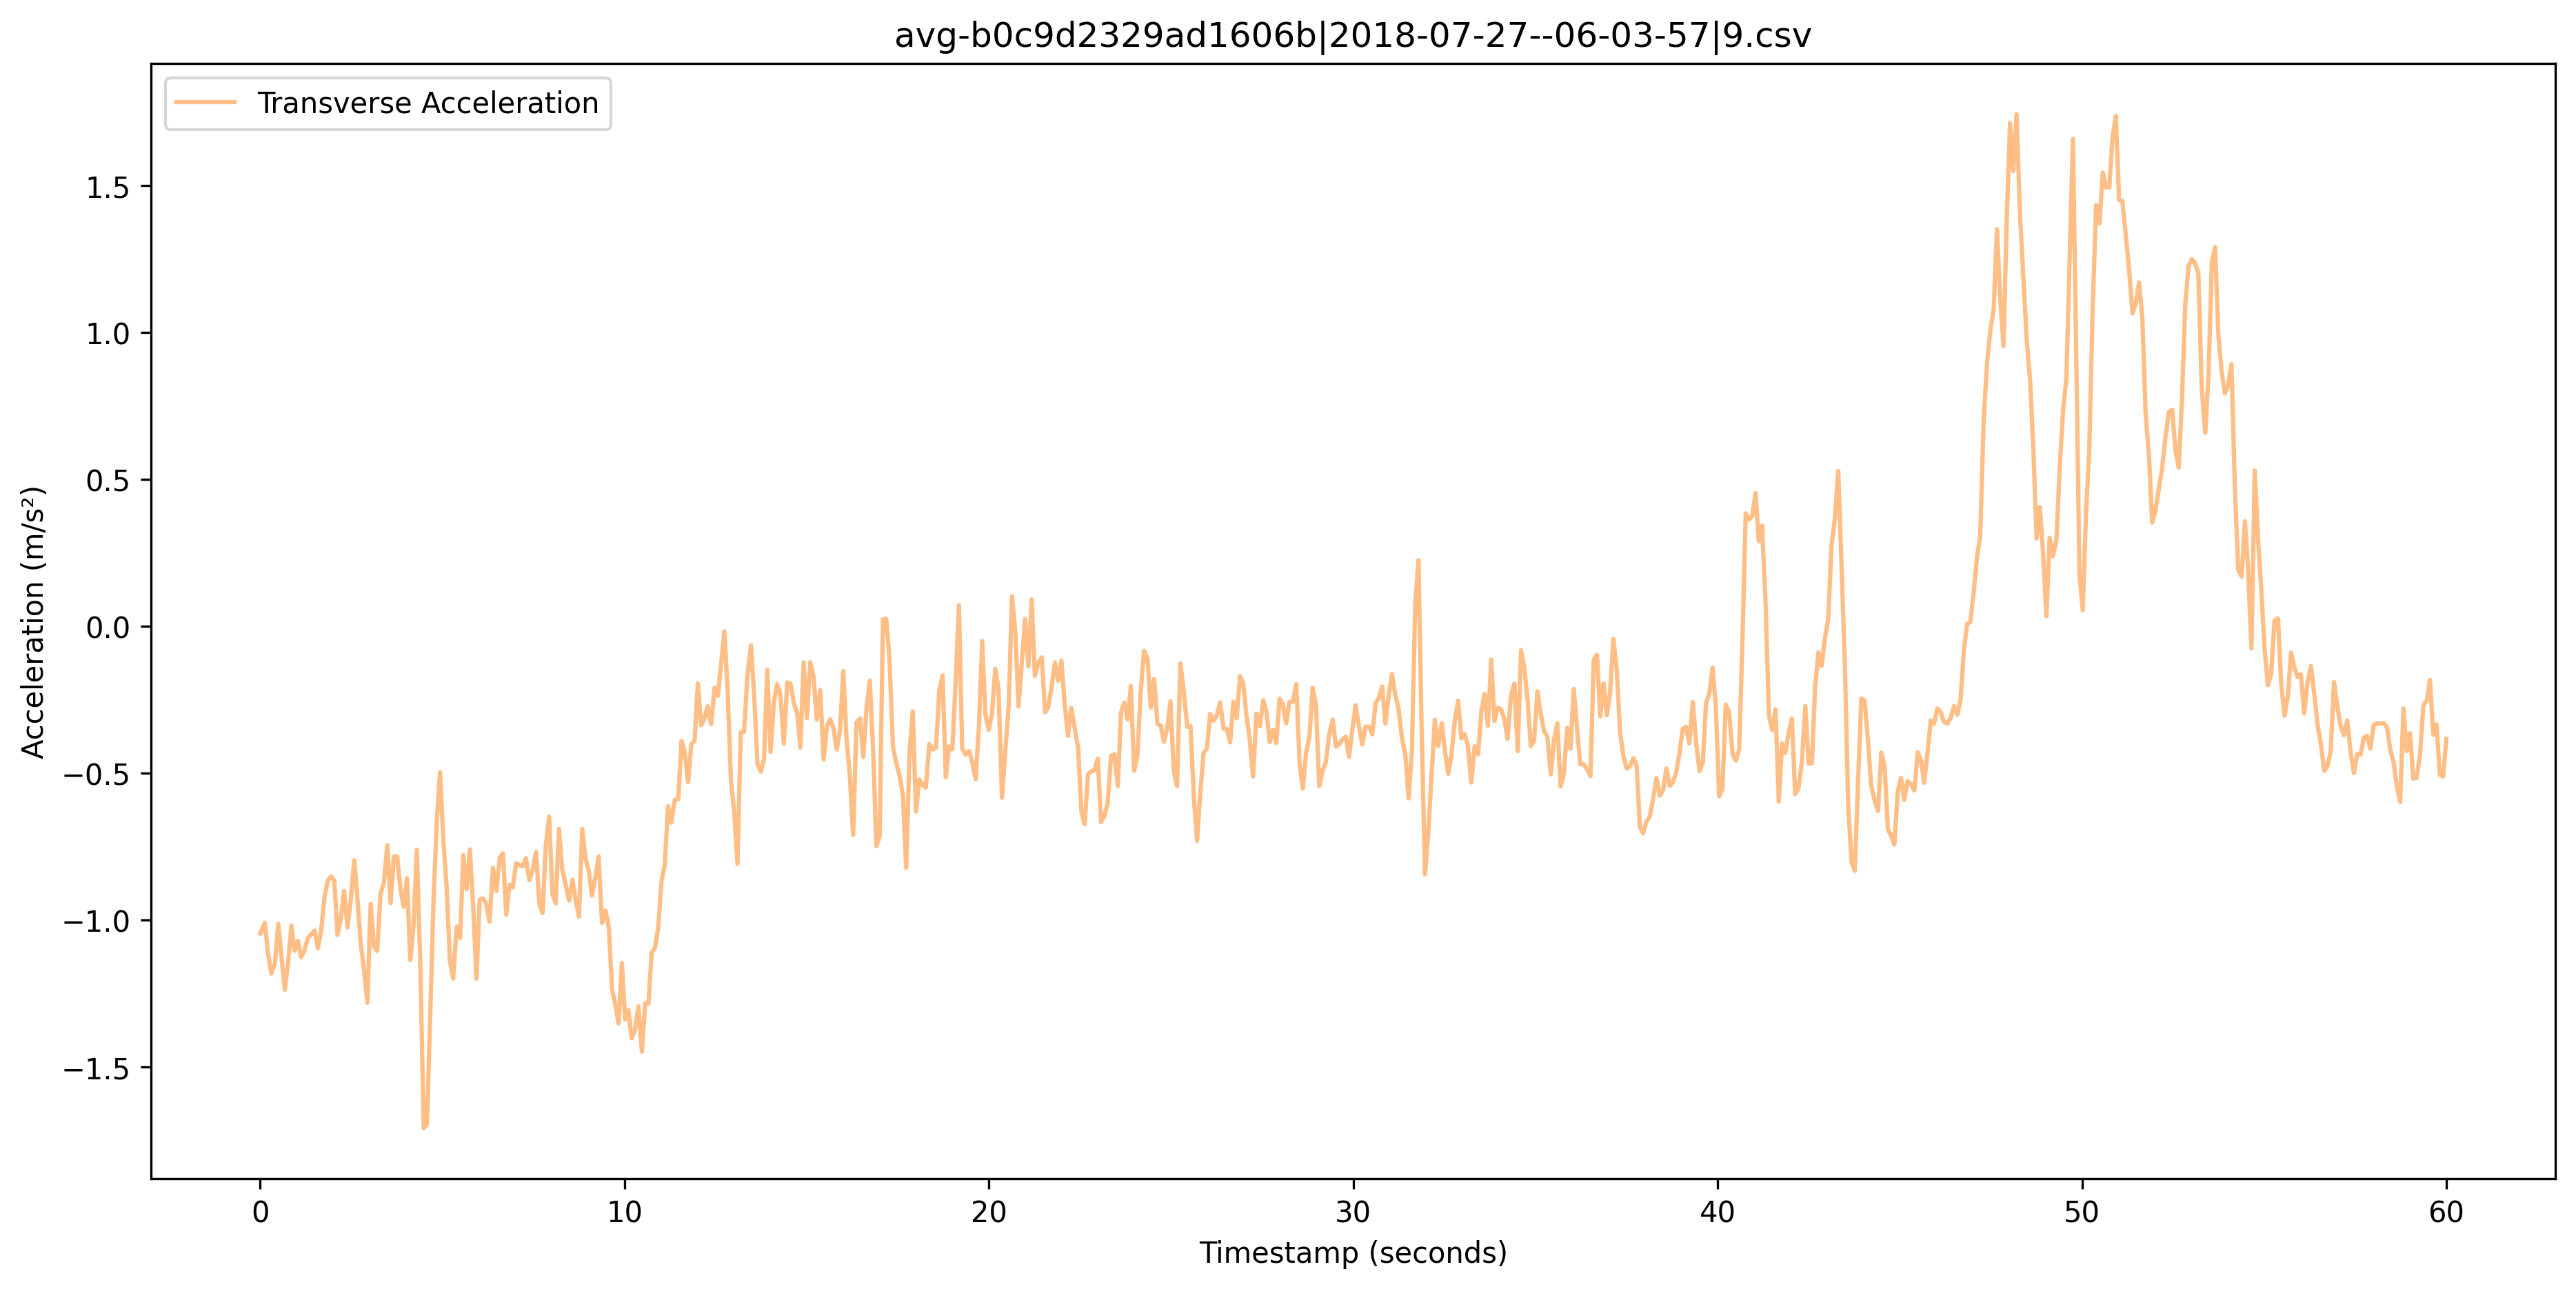 avg-b0c9d2329ad1606b|2018-07-27--06-03-57|9.csv
Transverse Acceleration
Acceleration (m/s²)
1.5
1.0
0.5
0.0
−0.5
−1.0
−1.5
0 10 20 30 40 50 60
Timestamp (seconds)